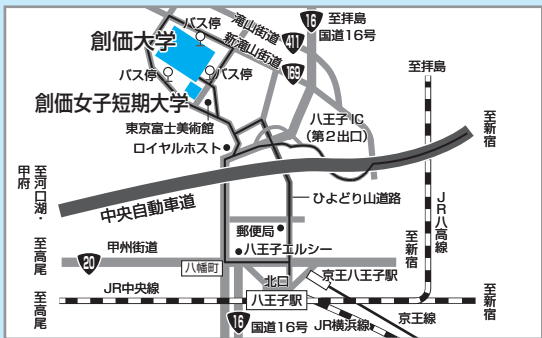 バス停
滝山街道
16
至拝島
国道16号
創価大学
新滝山街道
411
バス停
バス停
169
至拝島
創価女子短期大学
八王子IC
(第2出口)
至新宿
東京富士美術館
ロイヤルホスト
至河口湖・
甲府
中央自動車道
ひよどり山道路
JR八高線
郵便局
八王子エルシー
至新宿
至高尾
20
甲州街道
八幡町
北口
京王八王子駅
至高尾
JR中央線
八王子駅
至新宿
16
国道16号
JR横浜線
京王線